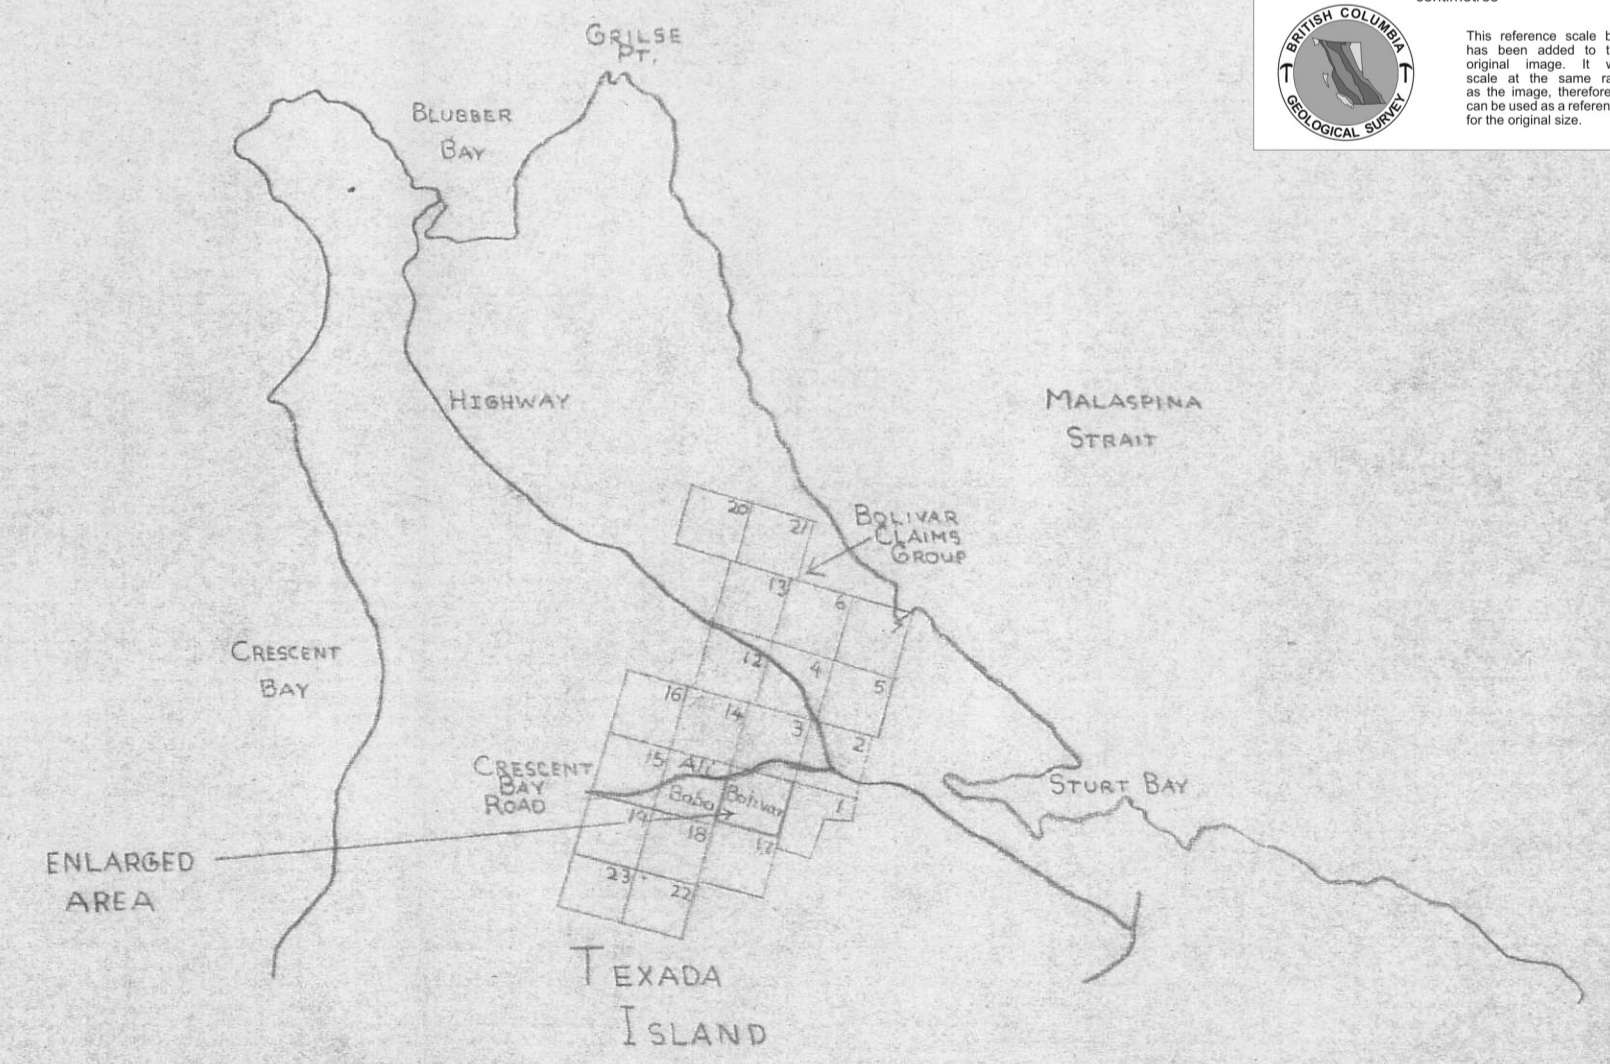 centimetres
BRITISH COLUMBIA
GEOLOGICAL SURVEY
This reference scale b
has been added to t
original image. It w
scale at the same ra
as the image, therefore
can be used as a referen
for the original size.
GRILSE
PT.
BLUBBER
BAY
HIGHWAY
MALASPINA
STRAIT
20
21
BOLIVAR
CLAIMS
GROUP
13
6
CRESCENT
BAY
12
4
5
16
14
3
2
15
CRESCENT
BAY
ROAD
Baba
Bolivar
1
STURT BAY
19
18
17
ENLARGED
AREA
23
22
TEXADA
ISLAND